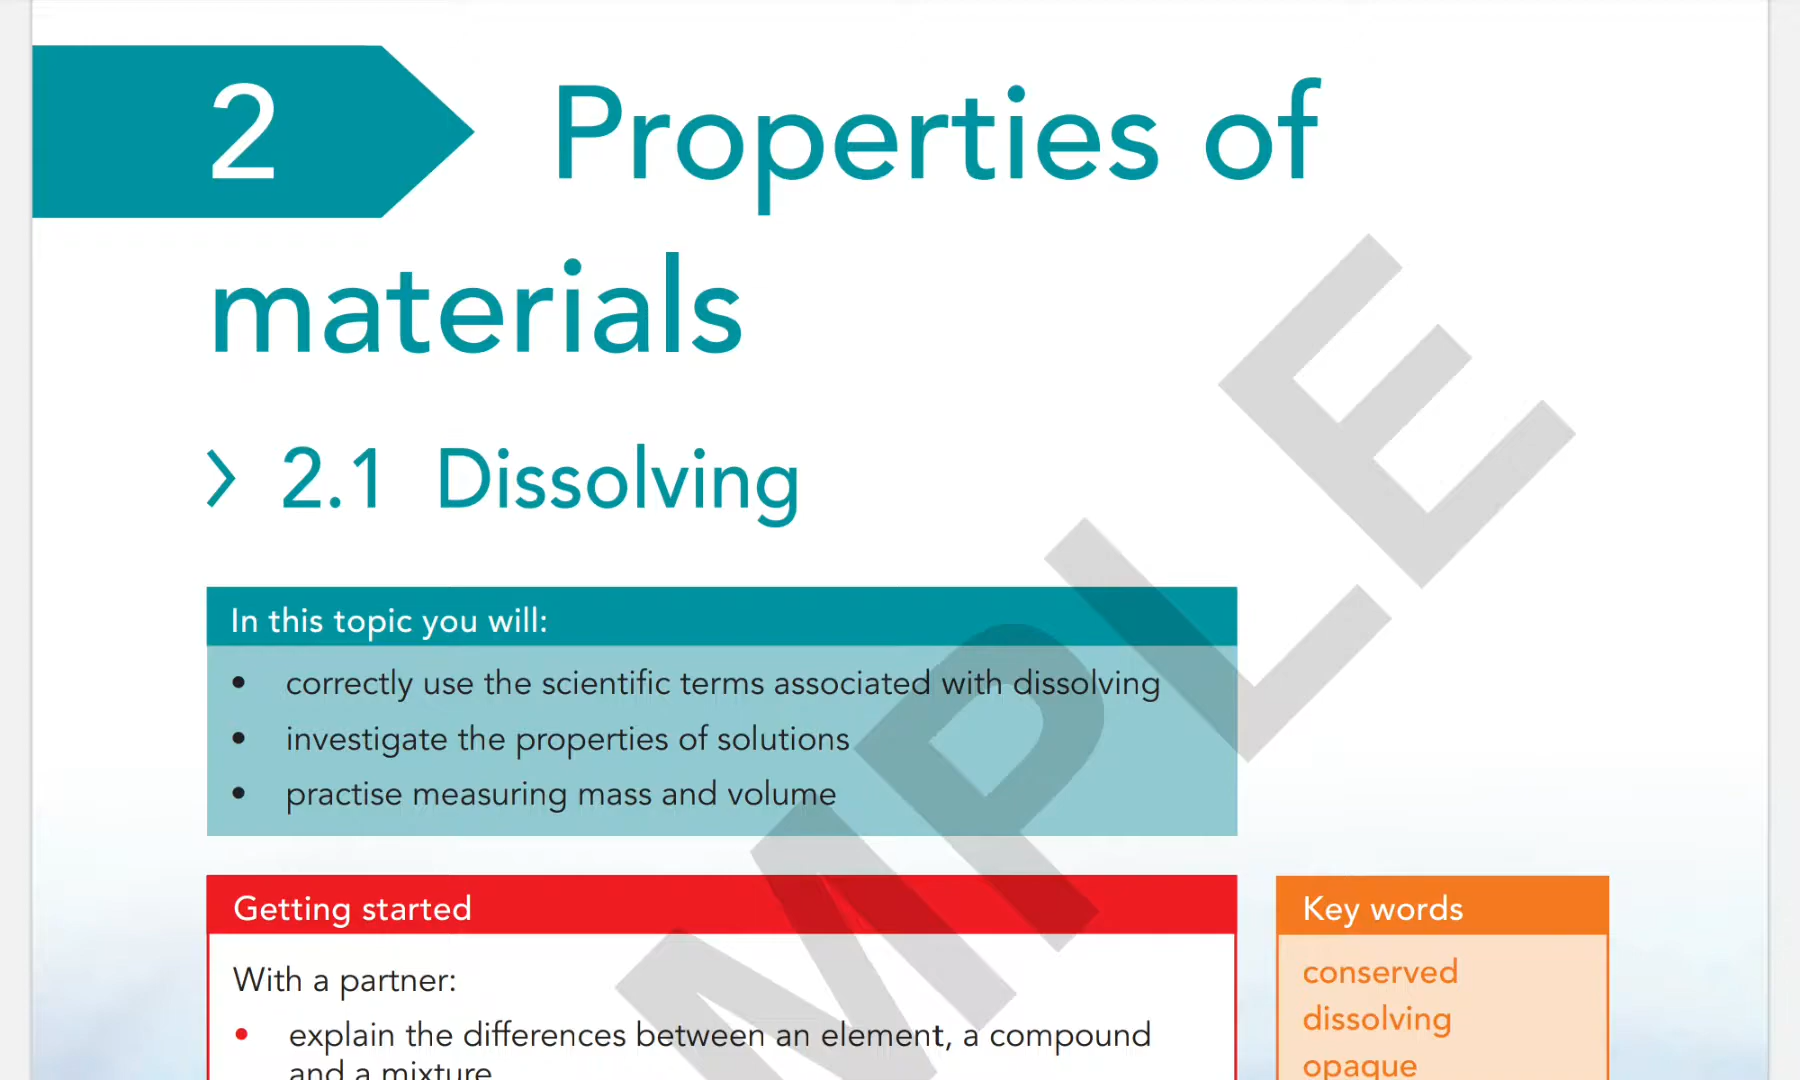 2 Properties of
materials
2.1 Dissolving
In this topic you will:
• correctly use the scientific terms associated with dissolving
• investigate the properties of solutions
• practise measuring mass and volume
Getting started
With a partner:
• explain the differences between an element, a compound
and a mixture
Key words
conserved
dissolving
opaque
MPLE